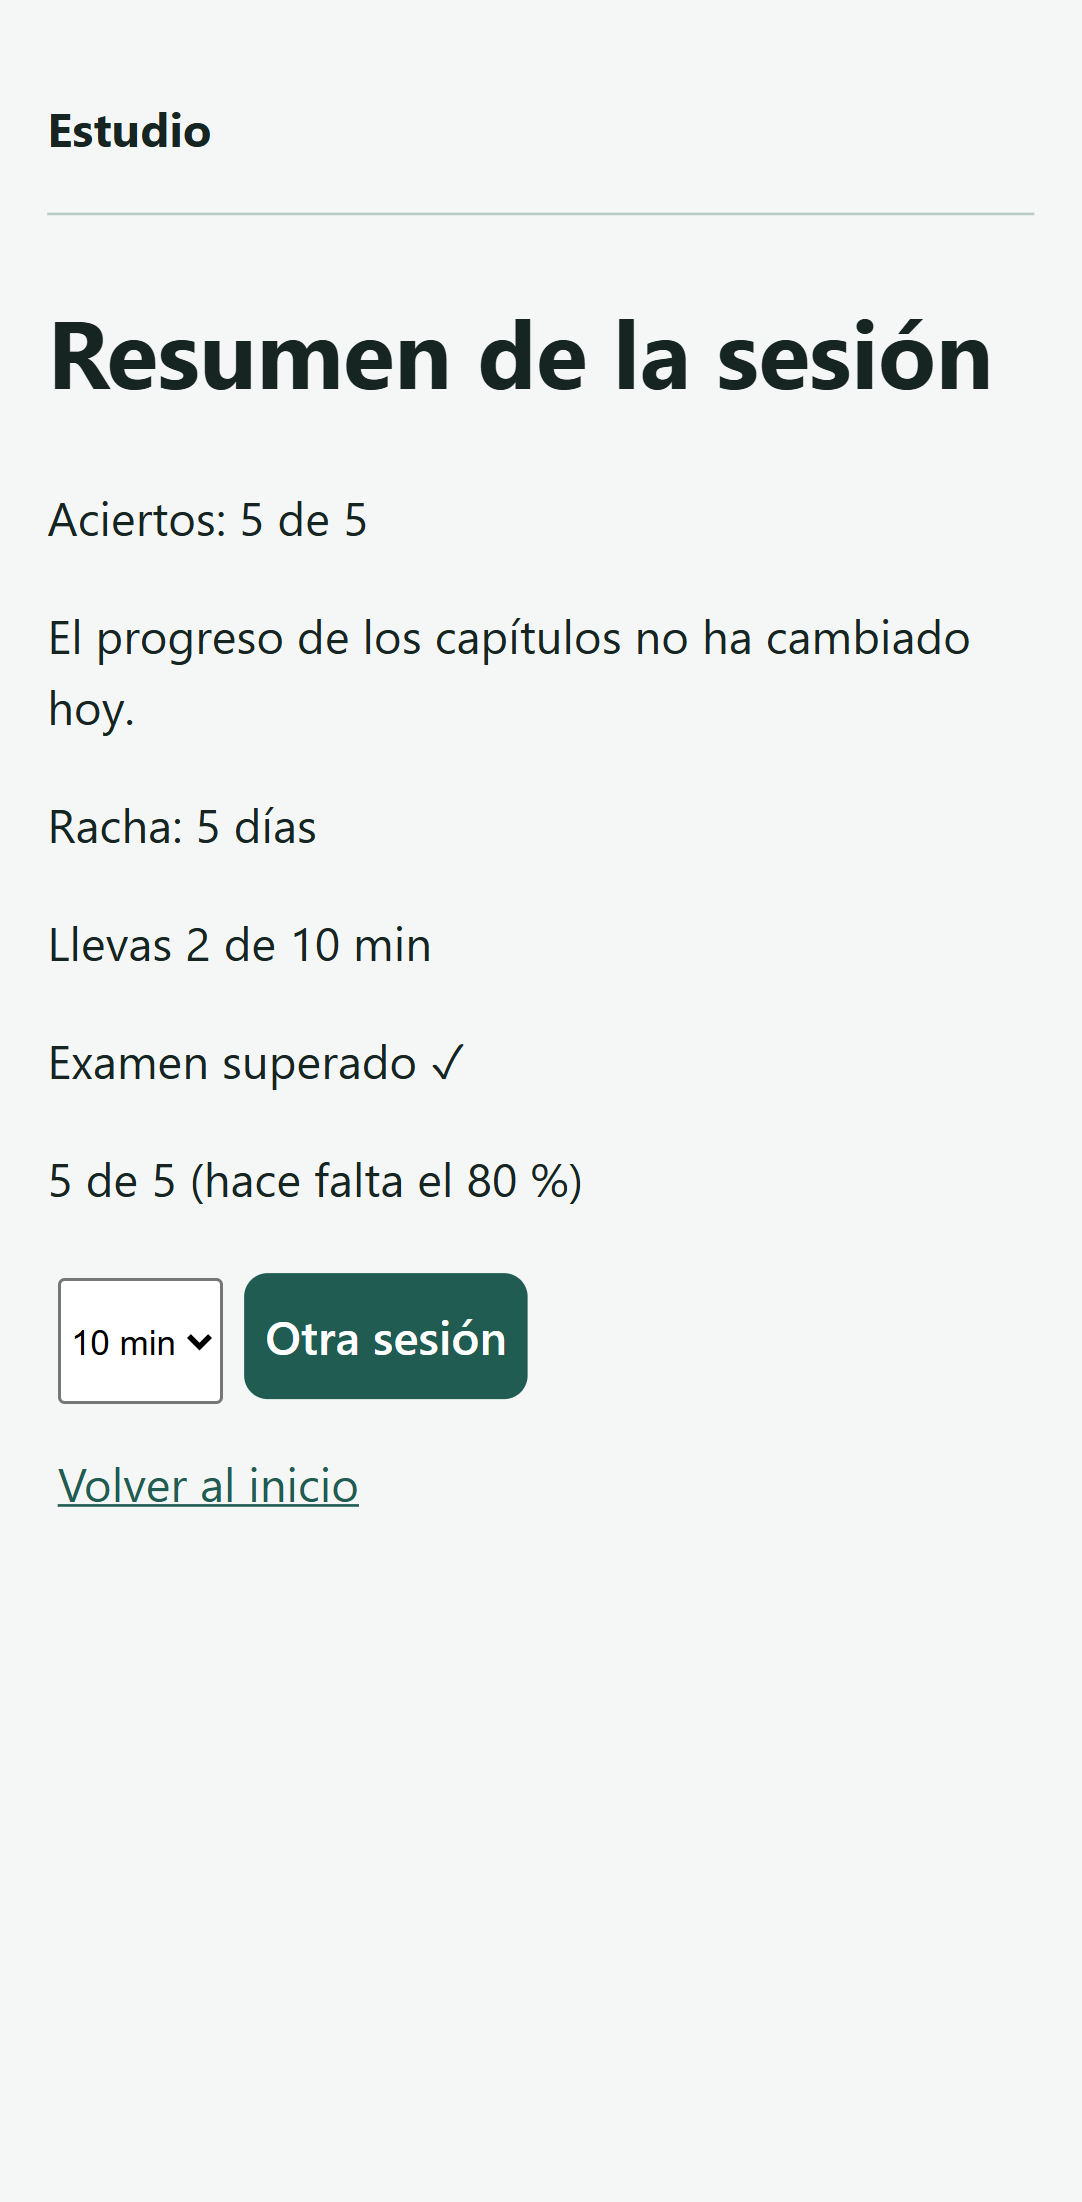 Estudio
Resumen de la sesión
Aciertos: 5 de 5
El progreso de los capítulos no ha cambiado
hoy.
Racha: 5 días
Llevas 2 de 10 min
Examen superado ✓
5 de 5 (hace falta el 80 %)
10 min Otra sesión
Volver al inicio